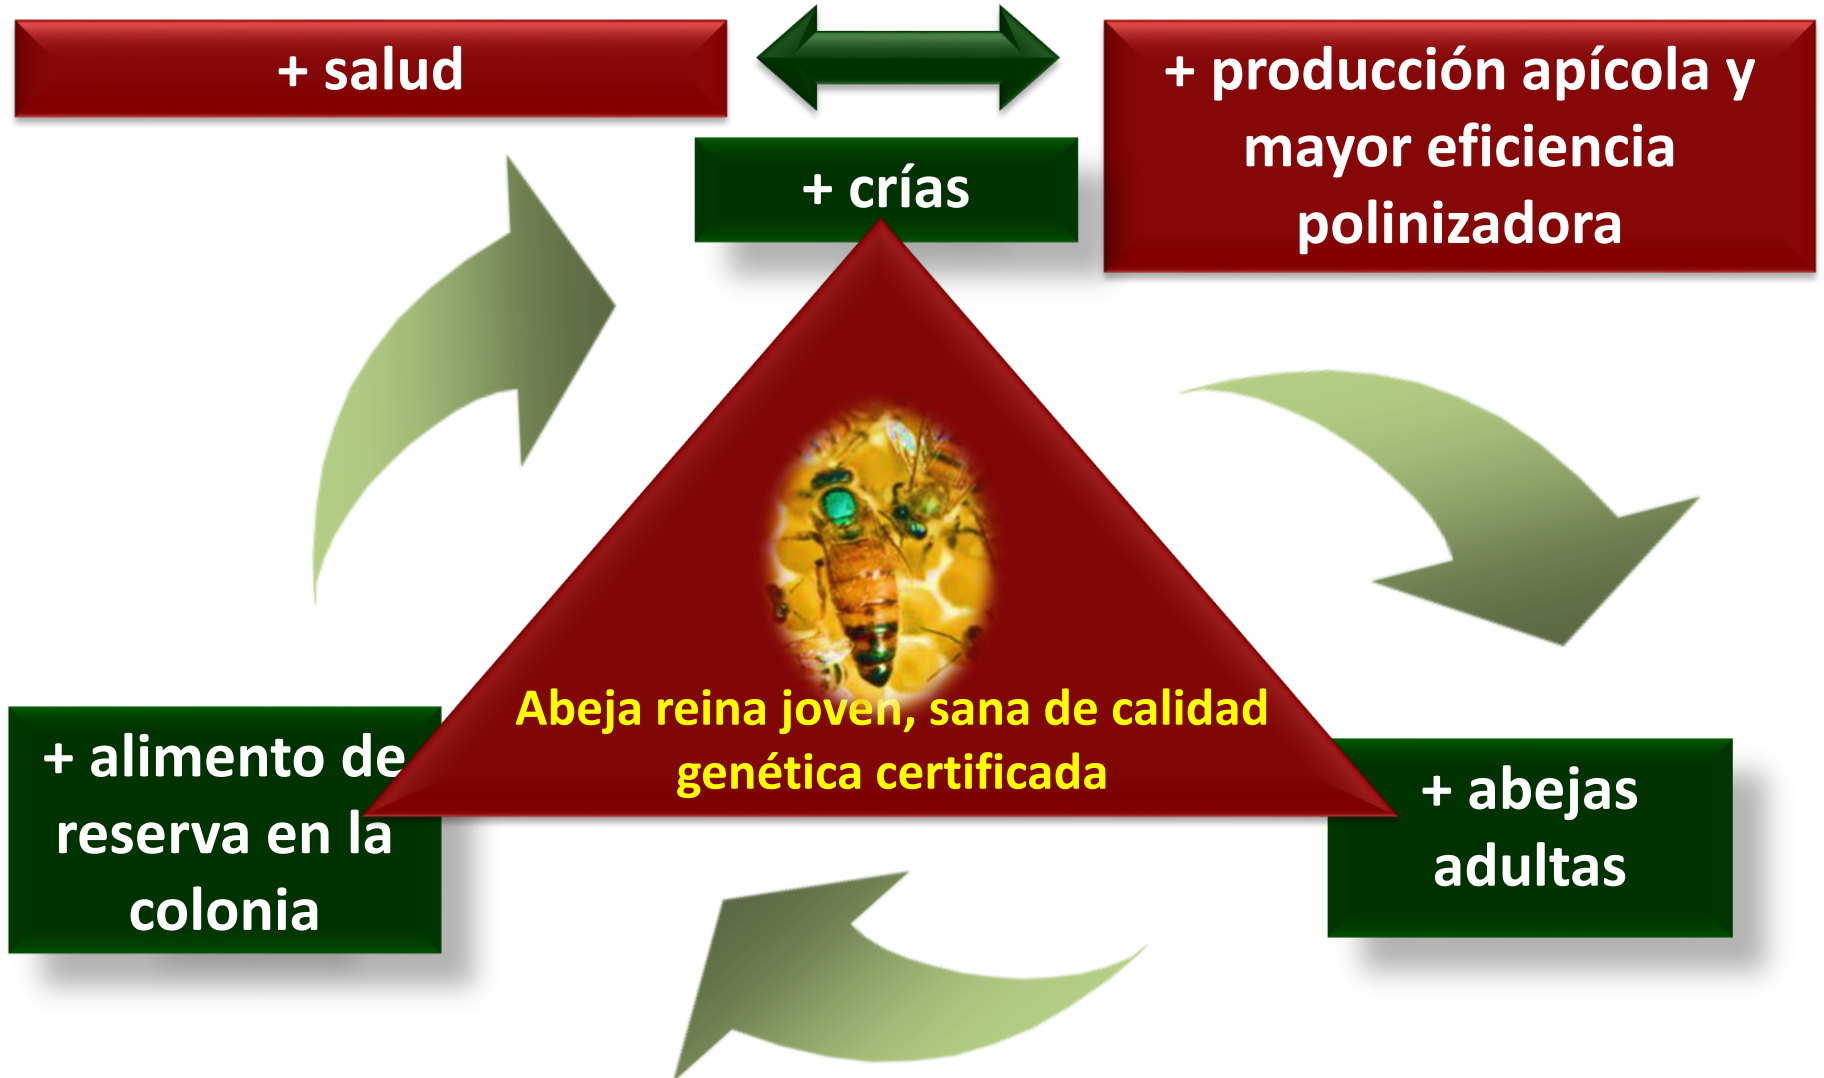 + salud
+ producción apícola y
mayor eficiencia
polinizadora
+ crías
Abeja reina joven, sana de calidad
genética certificada
+ alimento de
reserva en la
colonia
+ abejas
adultas